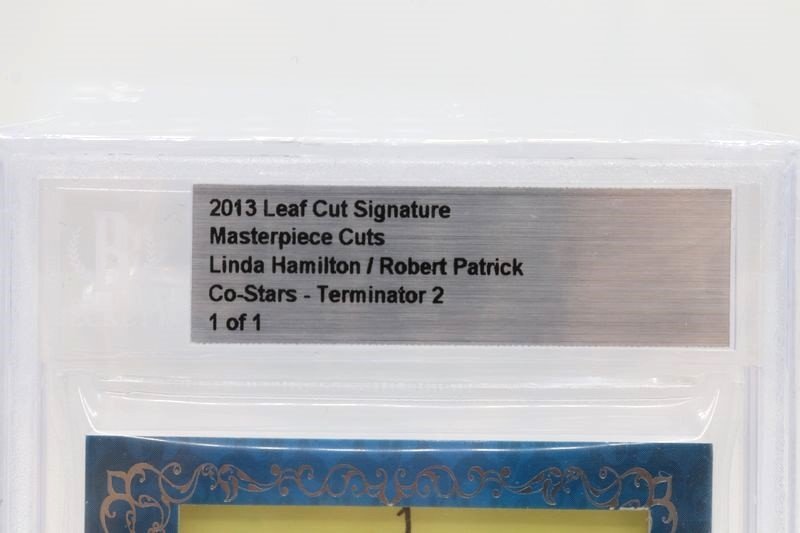 2013 Leaf Cut Signature
Masterpiece Cuts
Linda Hamilton / Robert Patrick
Co-Stars - Terminator 2
1 of 1